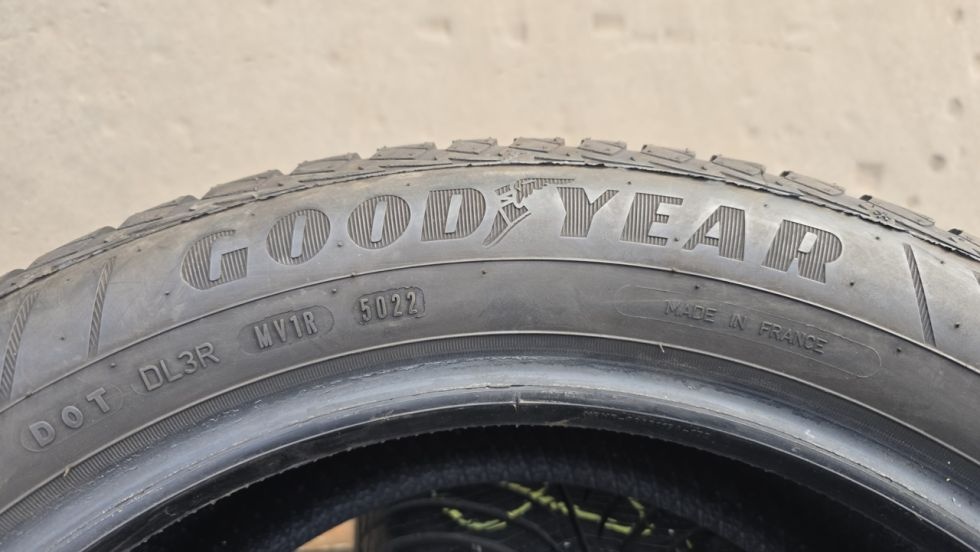 GOODYEAR
DOT DL3R MV1R 5022
MADE IN FRANCE